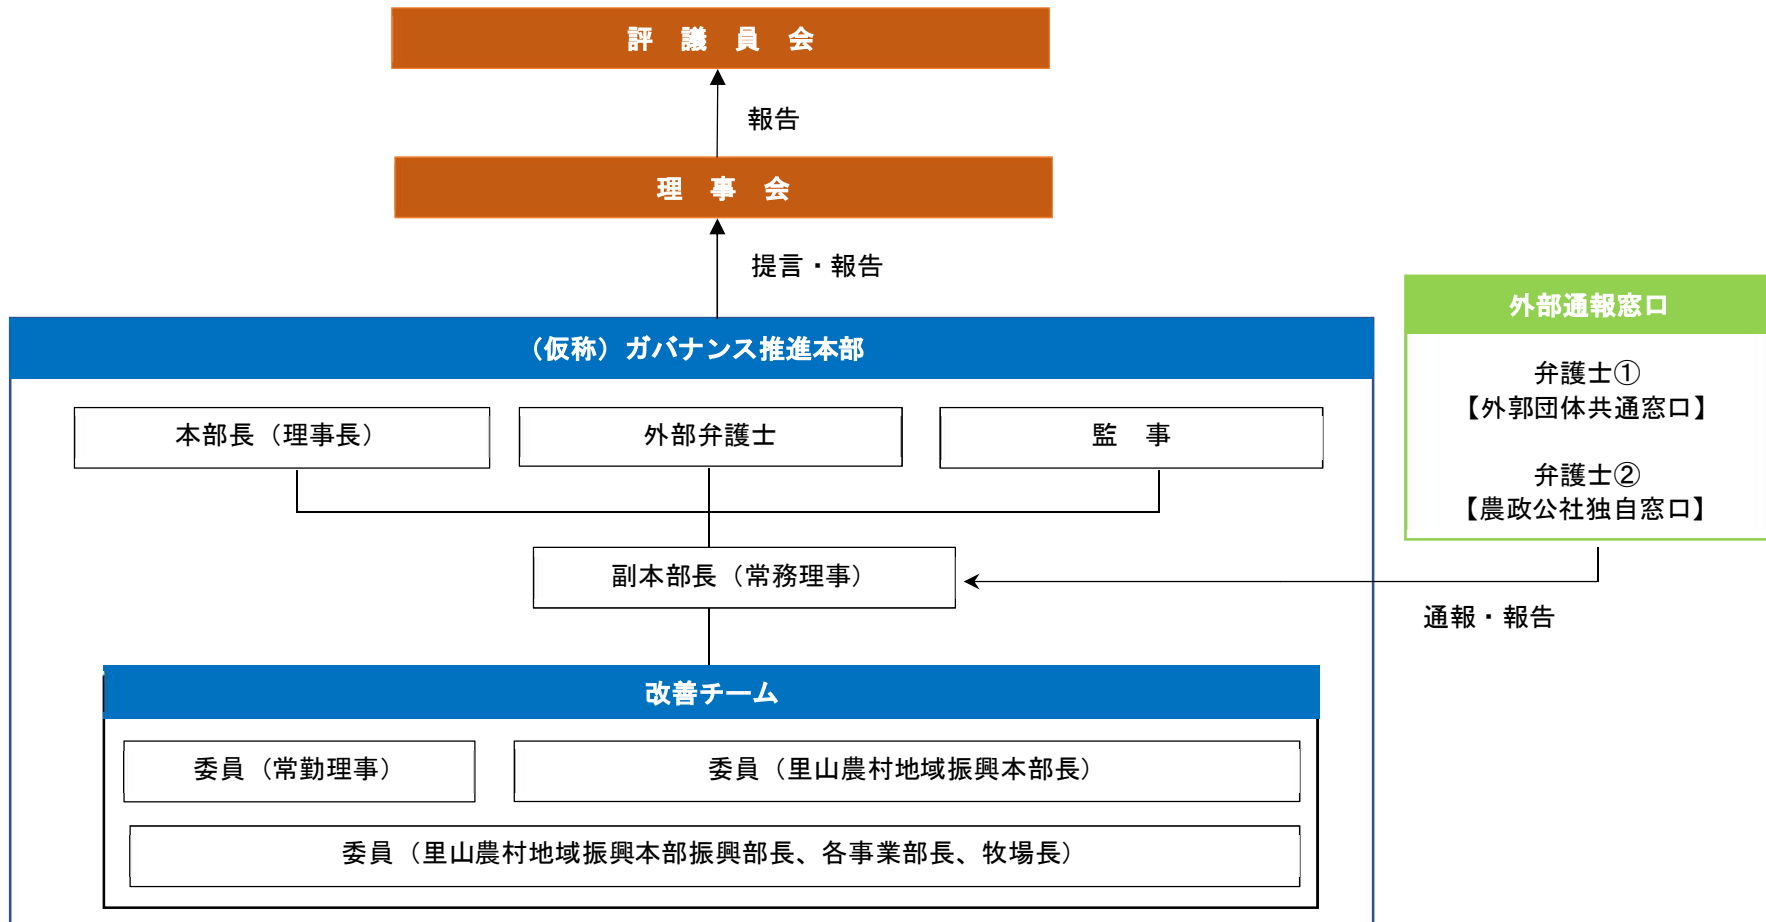 評 議 員 会
報告
理 事 会
提言・報告
外部通報窓口
弁護士①
【外郭団体共通窓口】
弁護士②
【農政公社独自窓口】
通報・報告
（仮称）ガバナンス推進本部
本部長（理事長）
外部弁護士
監 事
副本部長（常務理事）
改善チーム
委員（常勤理事）
委員（里山農村地域振興本部長）
委員（里山農村地域振興本部振興部長、各事業部長、牧場長）